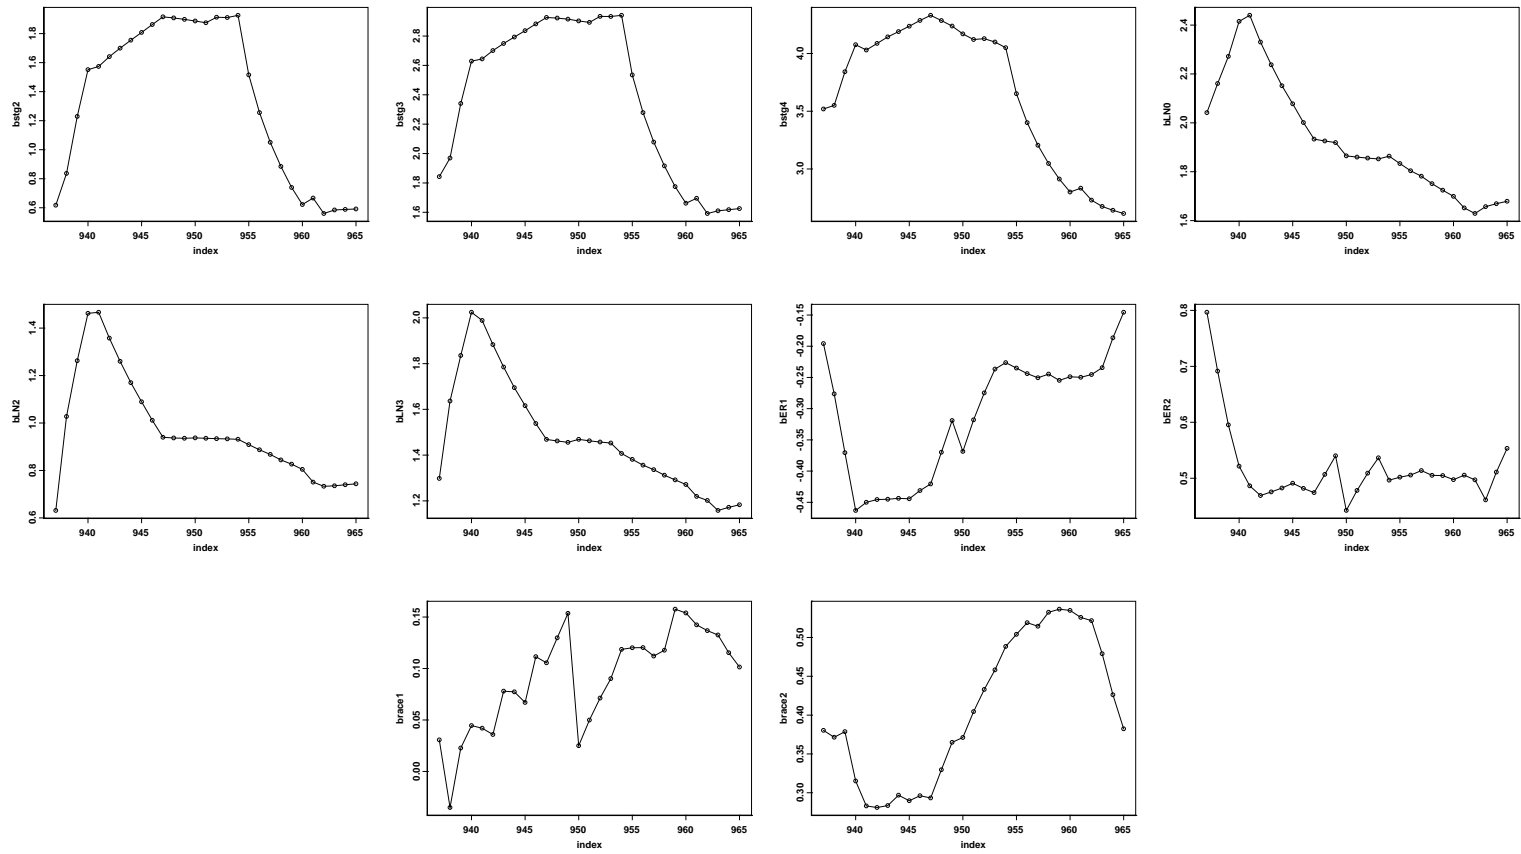 bstg2
0.6 0.8 1.0 1.2 1.4 1.6 1.8
940 945 950 955 960 965
index
bstg3
1.6 1.8 2.0 2.2 2.4 2.6 2.8
940 945 950 955 960 965
index
bstg4
3.0 3.5 4.0
940 945 950 955 960 965
index
bLN0
1.6 1.8 2.0 2.2 2.4
940 945 950 955 960 965
index
bLN2
0.6 0.8 1.0 1.2 1.4
940 945 950 955 960 965
index
bLN3
1.2 1.4 1.6 1.8 2.0
940 945 950 955 960 965
index
bER1
-0.45 -0.40 -0.35 -0.30 -0.25 -0.20 -0.15
940 945 950 955 960 965
index
bER2
0.5 0.6 0.7 0.8
940 945 950 955 960 965
index
brace1
0.00 0.05 0.10 0.15
940 945 950 955 960 965
index
brace2
0.30 0.35 0.40 0.45 0.50
940 945 950 955 960 965
index